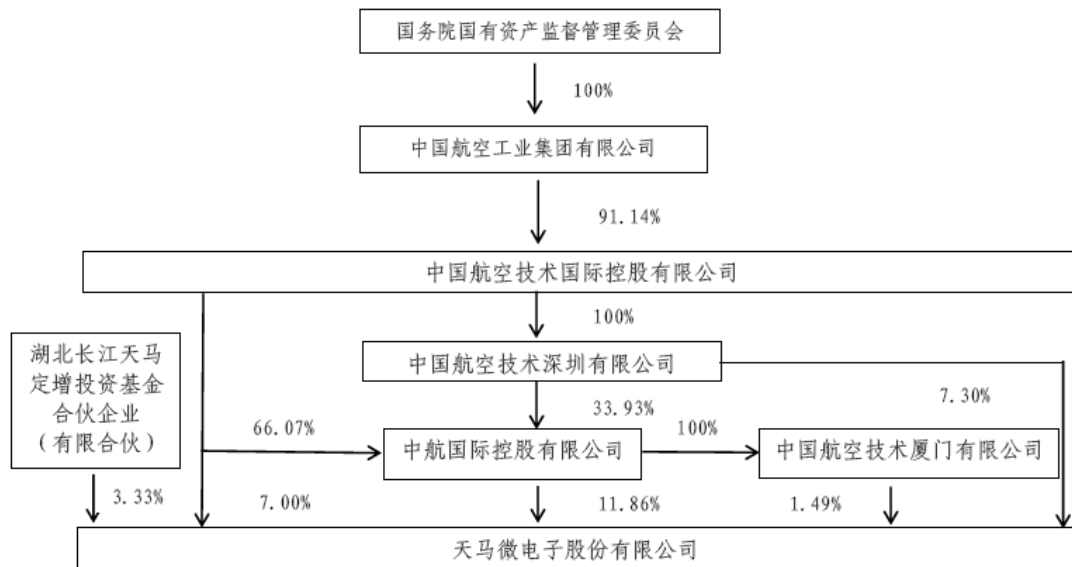 国务院国有资产监督管理委员会
100%
中国航空工业集团有限公司
91.14%
中国航空技术国际控股有限公司
100%
湖北长江天马
定增投资基金
合伙企业
（有限合伙）
中国航空技术深圳有限公司
33.93%
7.30%
66.07%
中航国际控股有限公司
100%
中国航空技术厦门有限公司
3.33%
7.00%
11.86%
1.49%
天马微电子股份有限公司